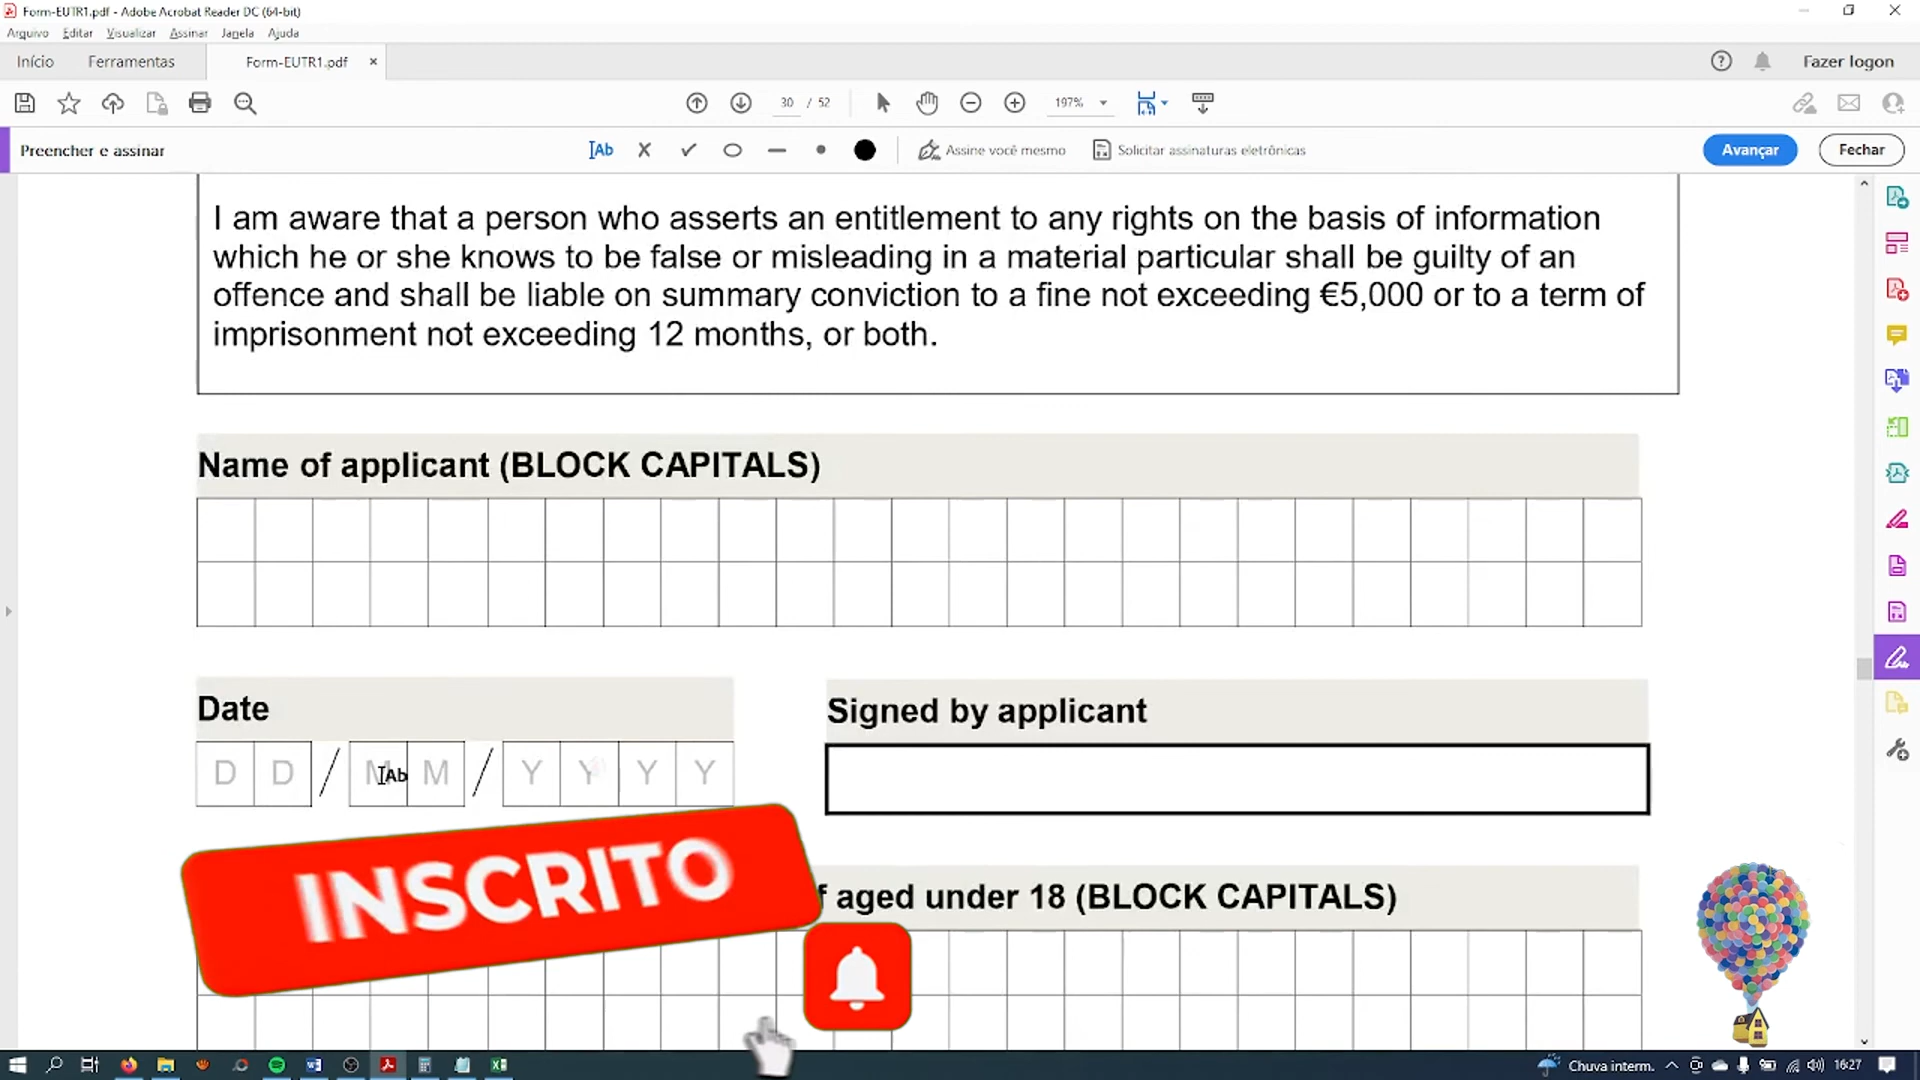 Form-EUTR1.pdf - Adobe Acrobat Reader DC (64-bit)
Arquivo Editar Visualizar Assinar Janela Ajuda
Início Ferramentas Form-EUTR1.pdf × Fazer logon
30 / 52 197%
Preencher e assinar Ab Assine você mesmo Solicitar assinaturas eletrônicas Avançar Fechar
I am aware that a person who asserts an entitlement to any rights on the basis of information
which he or she knows to be false or misleading in a material particular shall be guilty of an
offence and shall be liable on summary conviction to a fine not exceeding €5,000 or to a term of
imprisonment not exceeding 12 months, or both.
Name of applicant (BLOCK CAPITALS)
Date
Signed by applicant
D D / M M / Y Y Y Y
Ab
INSCRITO
f aged under 18 (BLOCK CAPITALS)
Chuva interm. 16:27